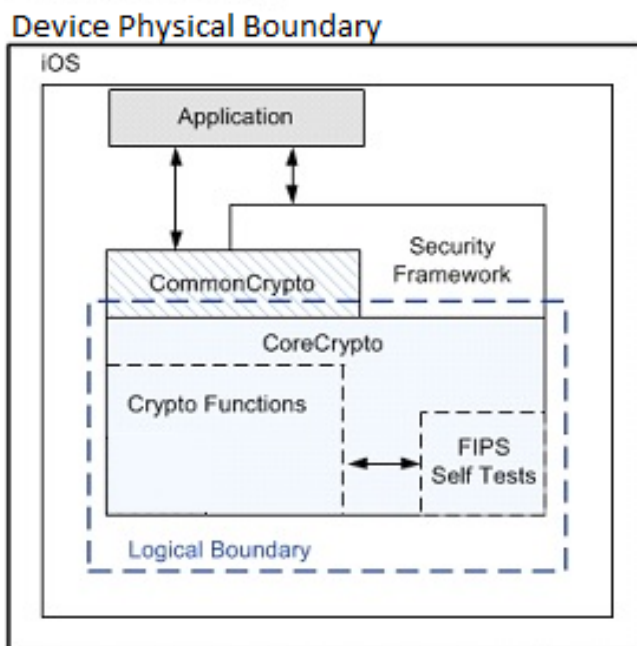 Device Physical Boundary
iOS
Application
Security
Framework
CommonCrypto
CoreCrypto
Crypto Functions
FIPS
Self Tests
Logical Boundary